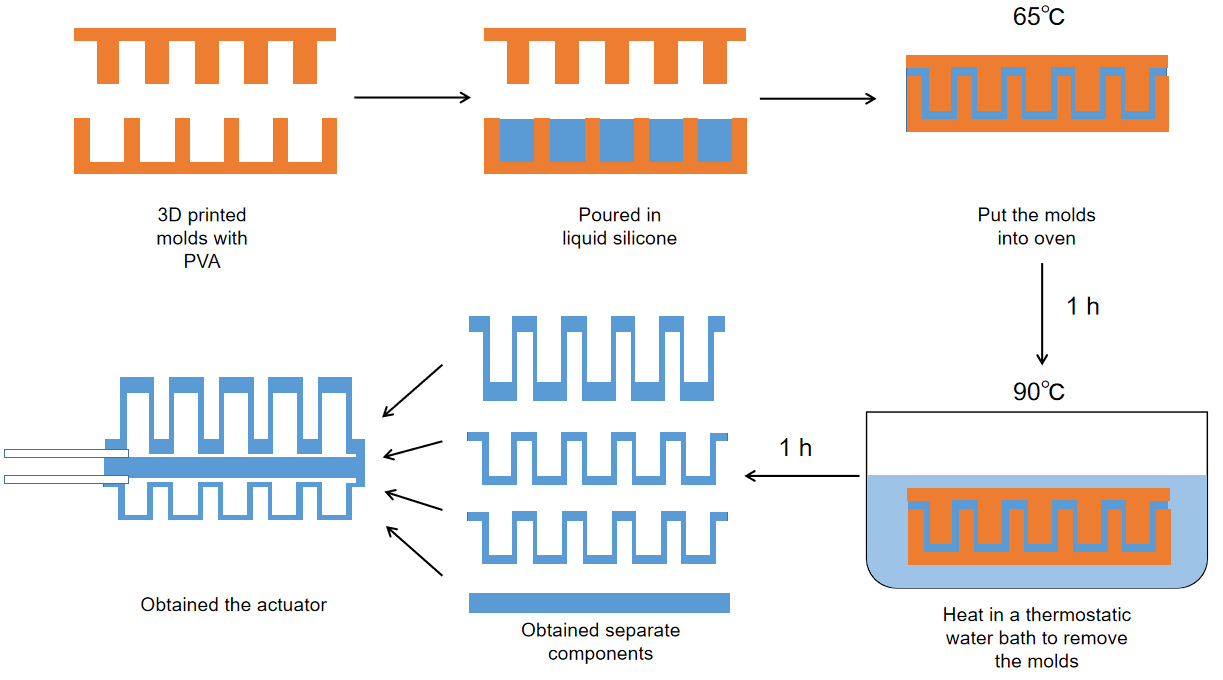 65℃
3D printed
molds with
PVA
Poured in
liquid silicone
Put the molds
into oven
1 h
90℃
1 h
Heat in a thermostatic
water bath to remove
the molds
Obtained separate
components
Obtained the actuator